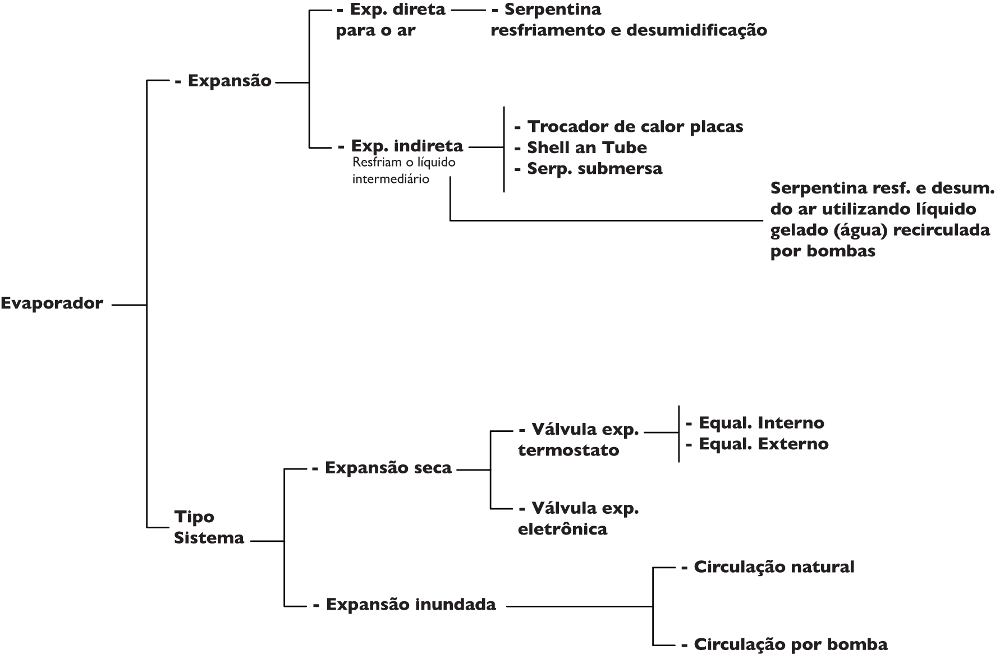 - Exp. direta
para o ar
- Serpentina
resfriamento e desumidificação
- Expansão
- Exp. indireta
Resfriam o líquido
intermediário
- Trocador de calor placas
- Shell an Tube
- Serp. submersa
Serpentina resf. e desum.
do ar utilizando líquido
gelado (água) recirculada
por bombas
Evaporador
Tipo
Sistema
- Expansão seca
- Válvula exp.
termostato
- Equal. Interno
- Equal. Externo
- Válvula exp.
eletrônica
- Expansão inundada
- Circulação natural
- Circulação por bomba